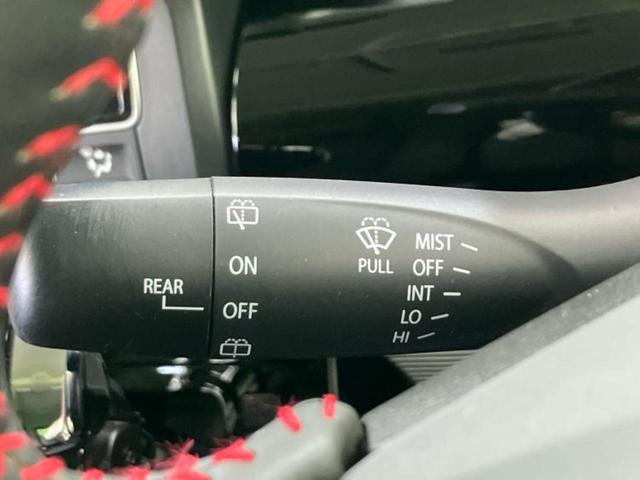 REAR
ON
OFF
PULL
MIST
OFF
INT
LO
HI